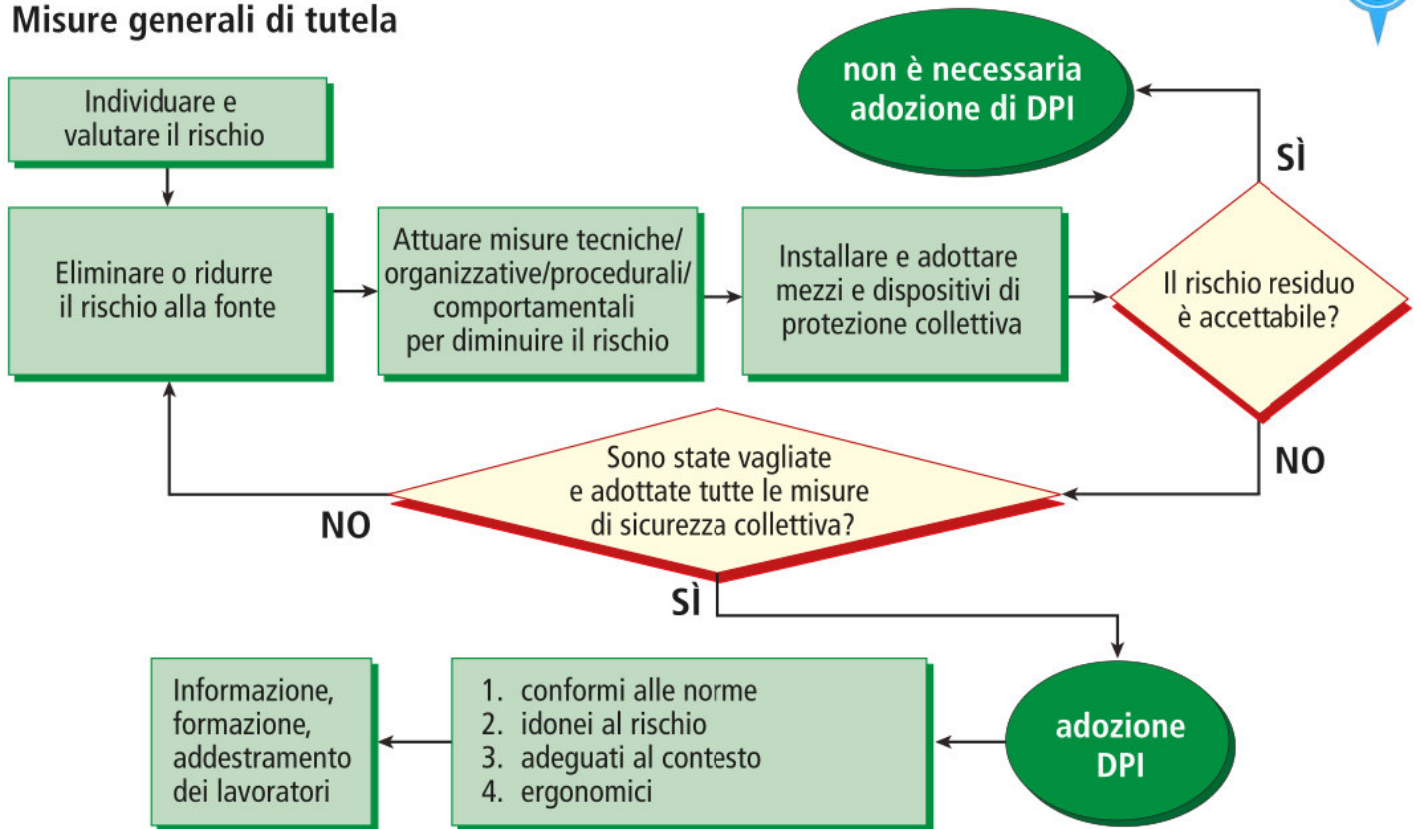 Misure generali di tutela
Individuare e
valutare il rischio
Eliminare o ridurre
il rischio alla fonte
Attuare misure tecniche/
organizzative/procedurali/
comportamentali
per diminuire il rischio
Installare e adottare
mezzi e dispositivi di
protezione collettiva
Il rischio residuo
è accettabile?
SÌ
non è necessaria
adozione di DPI
NO
Sono state vagliate
e adottate tutte le misure
di sicurezza collettiva?
NO
SÌ
adozione
DPI
1. conformi alle norme
2. idonei al rischio
3. adeguati al contesto
4. ergonomici
Informazione,
formazione,
addestramento
dei lavoratori